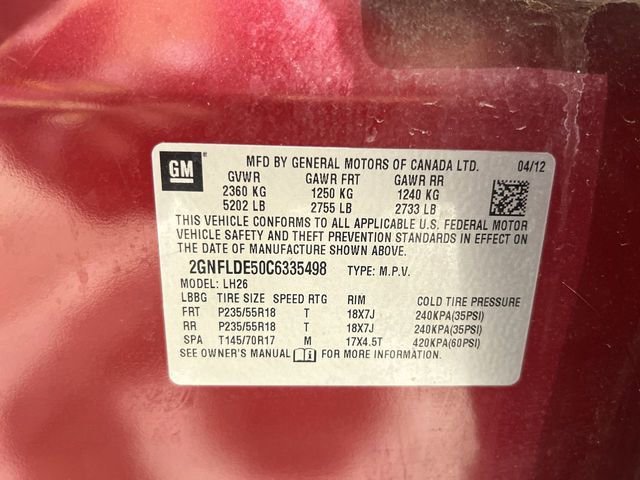 GM MFD BY GENERAL MOTORS OF CANADA LTD. 04/12
GVWR GAWR FRT GAWR RR
2360 KG 1250 KG 1240 KG
5202 LB 2755 LB 2733 LB
THIS VEHICLE CONFORMS TO ALL APPLICABLE U.S. FEDERAL MOTOR
VEHICLE SAFETY AND THEFT PREVENTION STANDARDS IN EFFECT ON
THE DATE OF MANUFACTURE SHOWN ABOVE.
2GNFLDE50C6335498 TYPE: M.P.V.
MODEL: LH26
LBBG TIRE SIZE SPEED RTG RIM COLD TIRE PRESSURE
FRT P235/55R18 T 18X7J 240KPA(35PSI)
RR P235/55R18 T 18X7J 240KPA(35PSI)
SPA T145/70R17 M 17X4.5T 420KPA(60PSI)
SEE OWNER'S MANUAL FOR MORE INFORMATION.